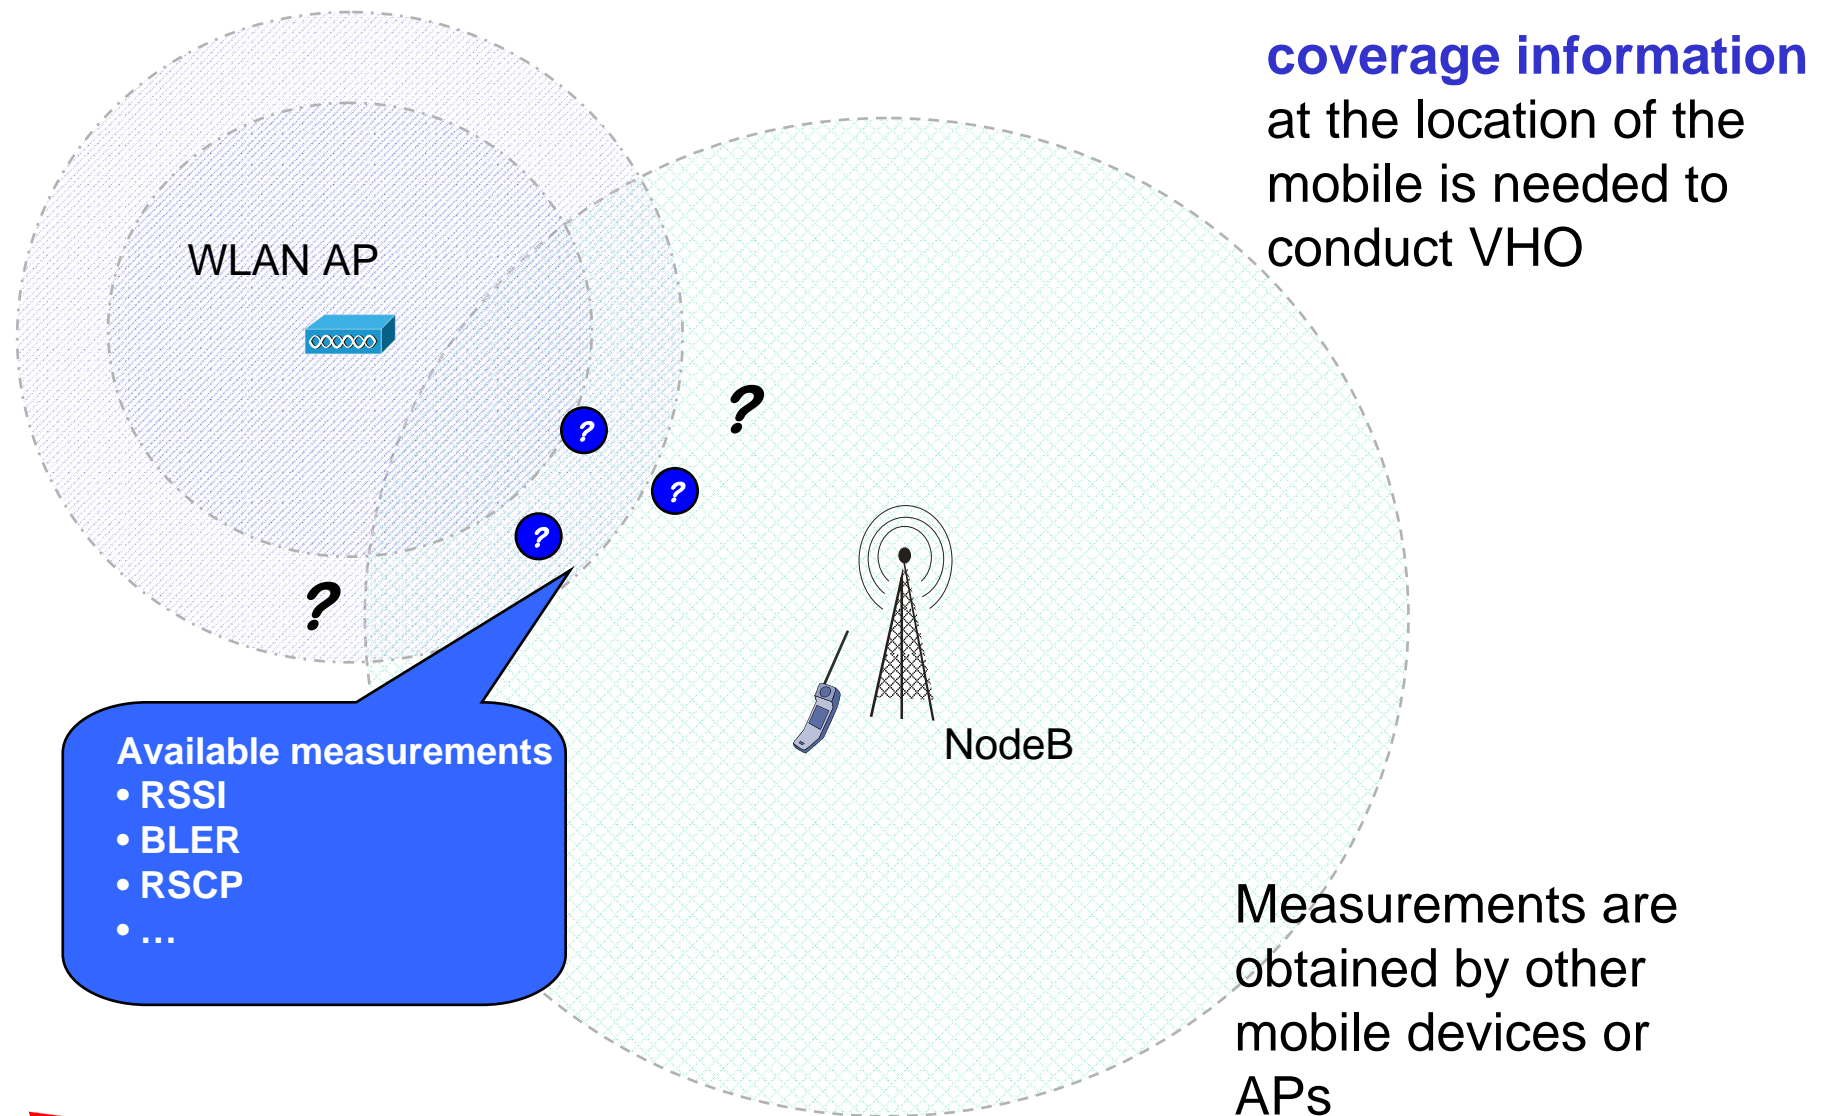 coverage information
at the location of the
mobile is needed to
conduct VHO
WLAN AP
?
?
?
?
?
NodeB
Available measurements
• RSSI
• BLER
• RSCP
• …
Measurements are
obtained by other
mobile devices or
APs